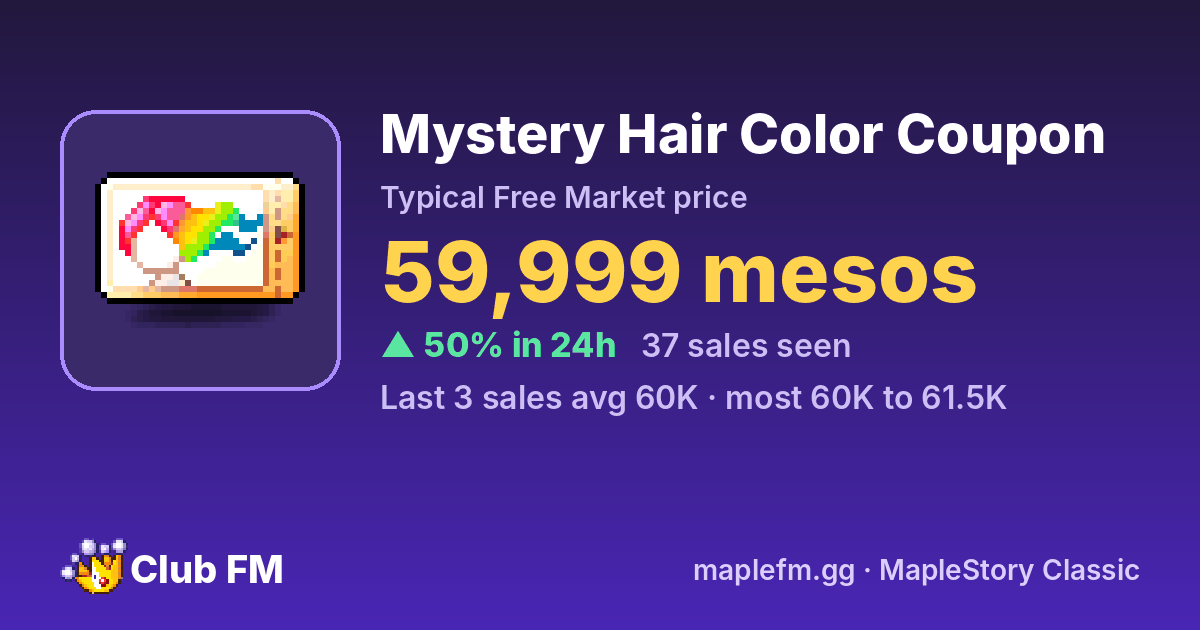 Mystery Hair Color Coupon
Typical Free Market price
59,999 mesos
▲ 50% in 24h 37 sales seen
Last 3 sales avg 60K · most 60K to 61.5K
Club FM
maplefm.gg · MapleStory Classic